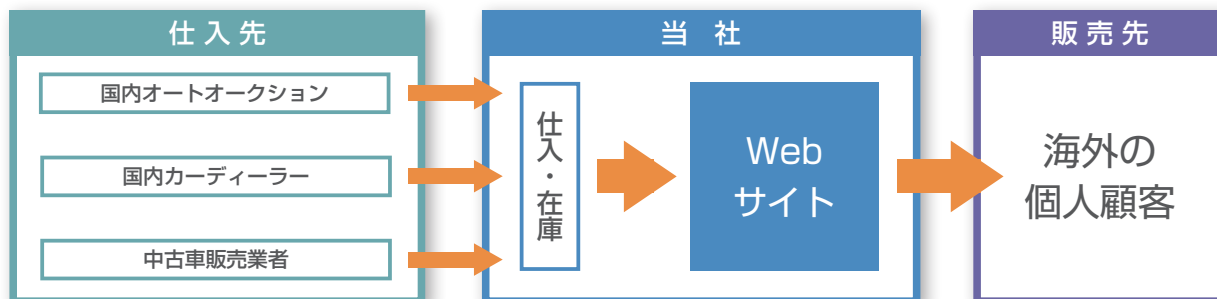 仕入先
国内オートオークション
国内カーディーラー
中古車販売業者
当 社
仕入・在庫
Web
サイト
販売先
海外の
個人顧客